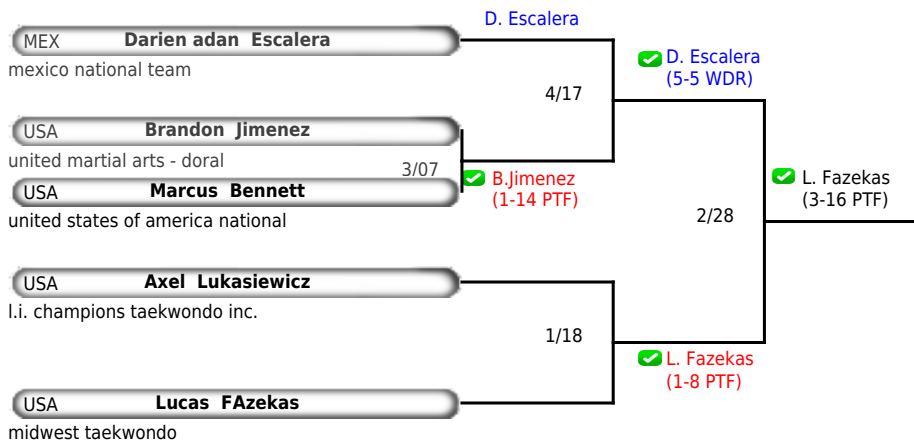 D. Escalera
MEX Darien adan Escalera
mexico national team
D. Escalera
(5-5 WDR)
4/17
USA Brandon Jimenez
united martial arts - doral
3/07
USA Marcus Bennett
B.Jimenez
(1-14 PTF)
united states of america national
L. Fazekas
(3-16 PTF)
2/28
USA Axel Lukasiewicz
l.i. champions taekwondo inc.
1/18
L. Fazekas
(1-8 PTF)
USA Lucas FAzekas
midwest taekwondo